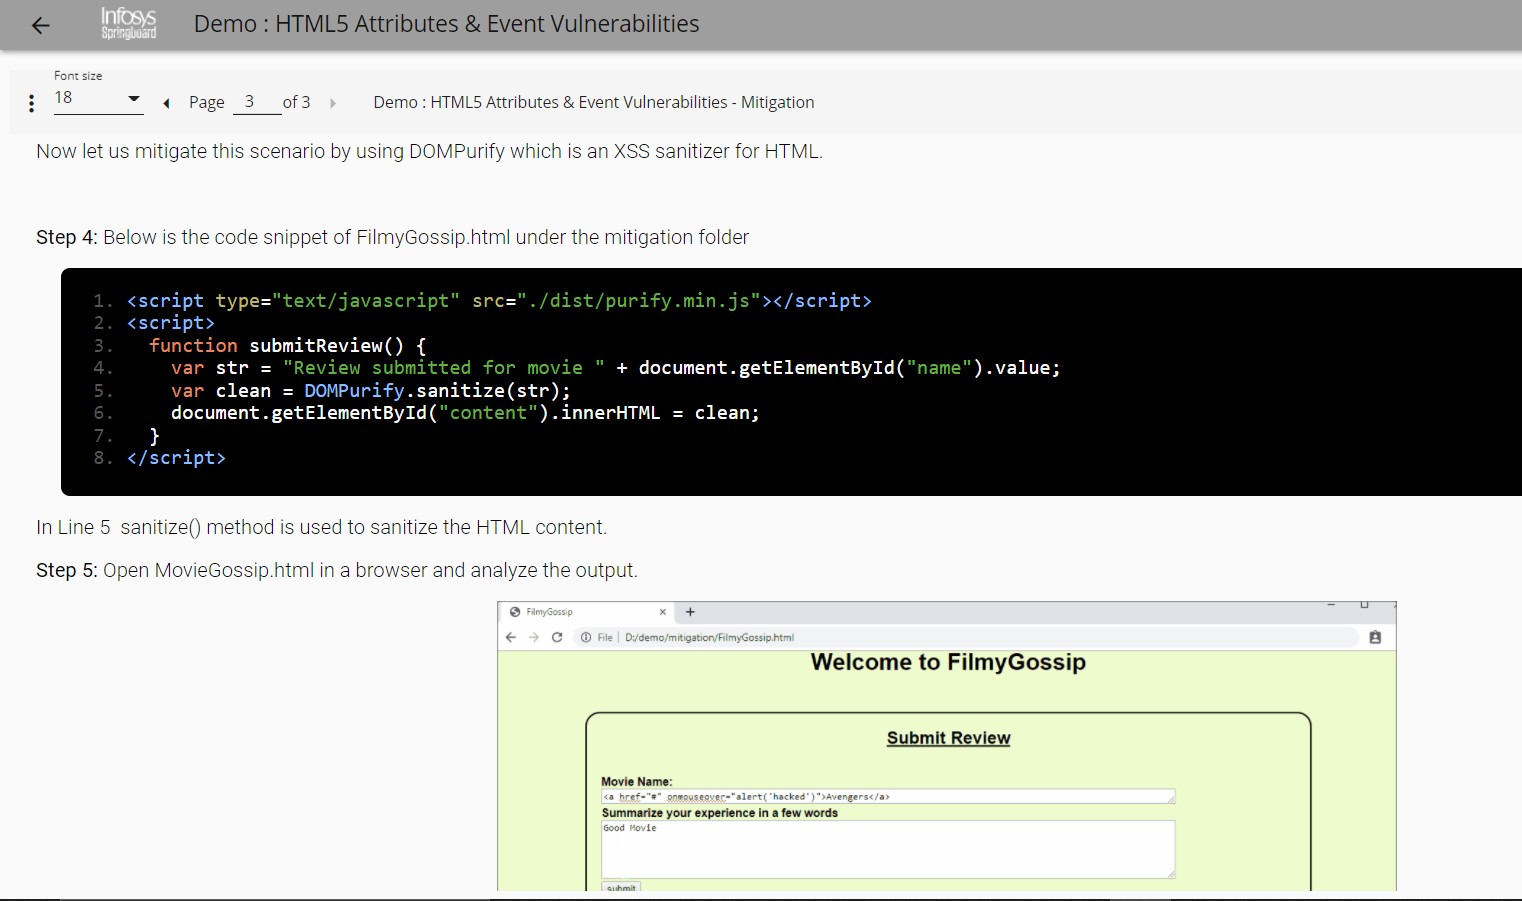 Infosys
Springboard
Demo : HTML5 Attributes & Event Vulnerabilities
Font size
18
Page 3 of 3
Demo : HTML5 Attributes & Event Vulnerabilities - Mitigation
Now let us mitigate this scenario by using DOMPurify which is an XSS sanitizer for HTML.
Step 4: Below is the code snippet of FilmyGossip.html under the mitigation folder
1. <script type="text/javascript" src="./dist/purify.min.js"></script>
2. <script>
3. function submitReview() {
4. var str = "Review submitted for movie " + document.getElementById("name").value;
5. var clean = DOMPurify.sanitize(str);
6. document.getElementById("content").innerHTML = clean;
7. }
8. </script>
In Line 5 sanitize() method is used to sanitize the HTML content.
Step 5: Open MovieGossip.html in a browser and analyze the output.
FilmyGossip
File | D:/demo/mitigation/FilmyGossip.html
Welcome to FilmyGossip
Submit Review
Movie Name:
<a href="#" onmouseover="alert('hacked')">Avengers</a>
Summarize your experience in a few words
Good Movie
submit